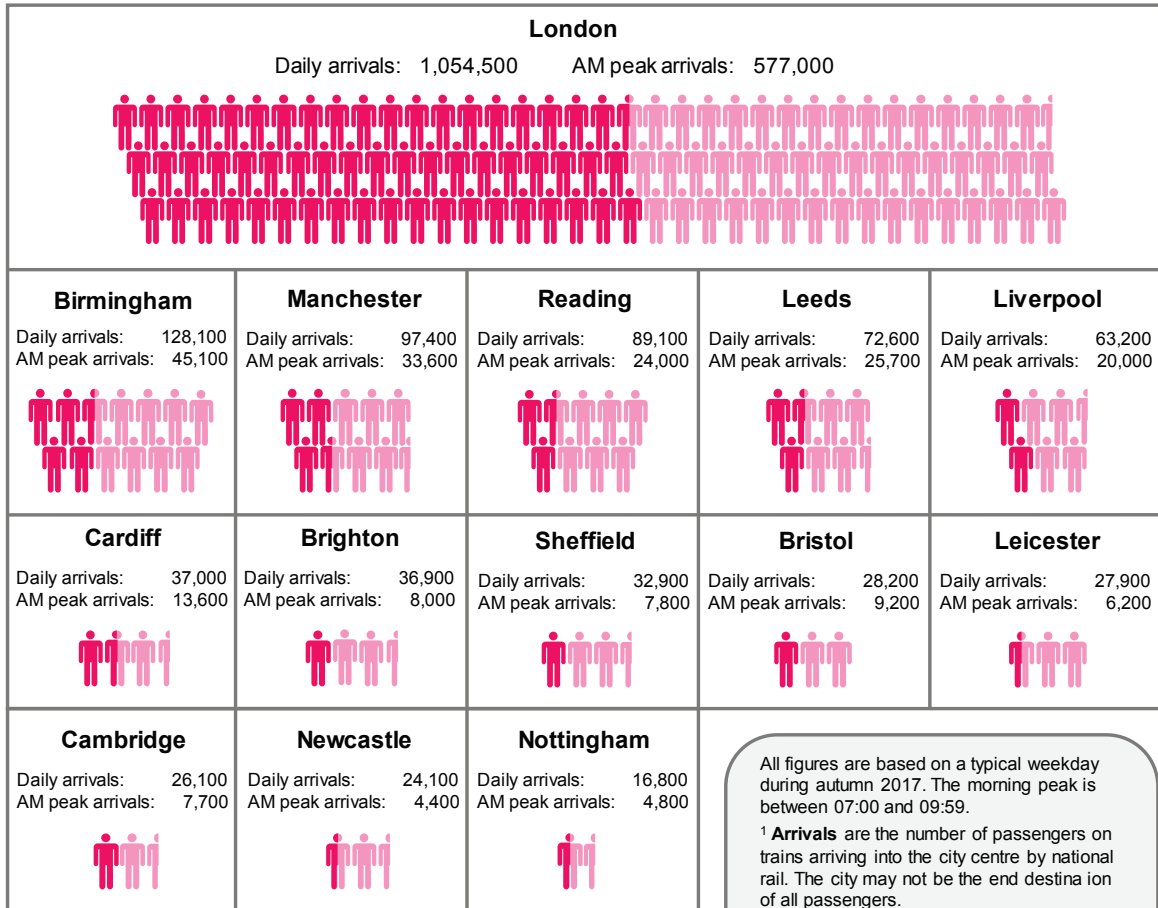 London
Daily arrivals: 1,054,500 AM peak arrivals: 577,000
Birmingham
Daily arrivals: 128,100
AM peak arrivals: 45,100
Manchester
Daily arrivals: 97,400
AM peak arrivals: 33,600
Reading
Daily arrivals: 89,100
AM peak arrivals: 24,000
Leeds
Daily arrivals: 72,600
AM peak arrivals: 25,700
Liverpool
Daily arrivals: 63,200
AM peak arrivals: 20,000
Cardiff
Daily arrivals: 37,000
AM peak arrivals: 13,600
Brighton
Daily arrivals: 36,900
AM peak arrivals: 8,000
Sheffield
Daily arrivals: 32,900
AM peak arrivals: 7,800
Bristol
Daily arrivals: 28,200
AM peak arrivals: 9,200
Leicester
Daily arrivals: 27,900
AM peak arrivals: 6,200
Cambridge
Daily arrivals: 26,100
AM peak arrivals: 7,700
Newcastle
Daily arrivals: 24,100
AM peak arrivals: 4,400
Nottingham
Daily arrivals: 16,800
AM peak arrivals: 4,800
All figures are based on a typical weekday
during autumn 2017. The morning peak is
between 07:00 and 09:59.
¹ Arrivals are the number of passengers on
trains arriving into the city centre by national
rail. The city may not be the end destina ion
of all passengers.